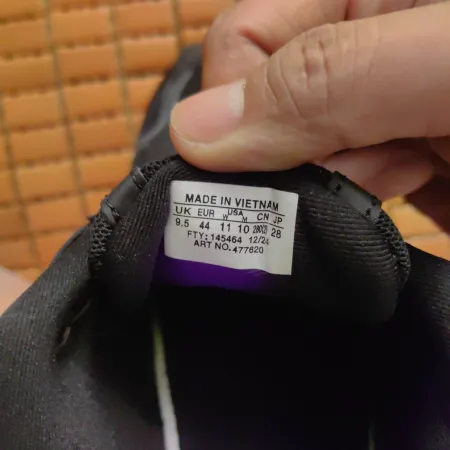 MADE IN VIETNAM
UK EUR W USA M CN JP
9.5 44 11 10 280(2) 28
FTY: 145464 12/24
ART NO. 477620